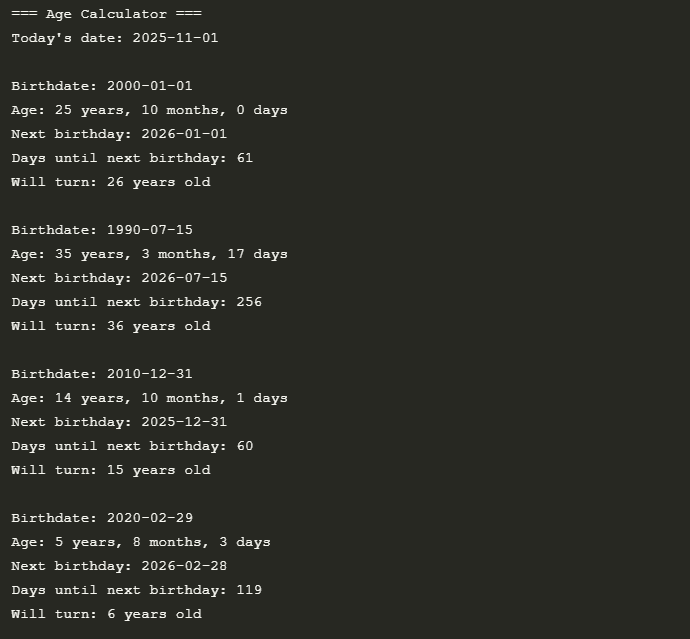 === Age Calculator ===
Today's date: 2025-11-01
Birthdate: 2000-01-01
Age: 25 years, 10 months, 0 days
Next birthday: 2026-01-01
Days until next birthday: 61
Will turn: 26 years old
Birthdate: 1990-07-15
Age: 35 years, 3 months, 17 days
Next birthday: 2026-07-15
Days until next birthday: 256
Will turn: 36 years old
Birthdate: 2010-12-31
Age: 14 years, 10 months, 1 days
Next birthday: 2025-12-31
Days until next birthday: 60
Will turn: 15 years old
Birthdate: 2020-02-29
Age: 5 years, 8 months, 3 days
Next birthday: 2026-02-28
Days until next birthday: 119
Will turn: 6 years old